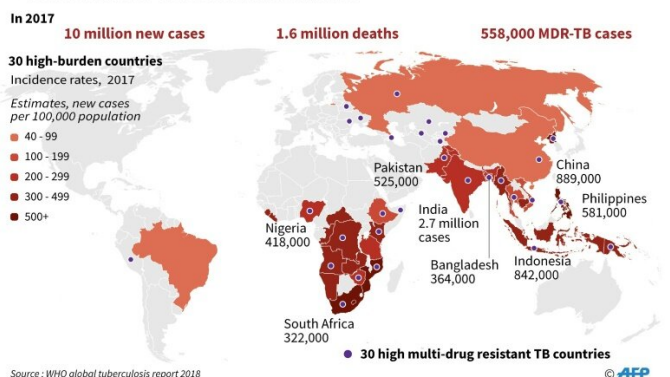 In 2017
10 million new cases
1.6 million deaths
558,000 MDR-TB cases
30 high-burden countries
Incidence rates, 2017
Estimates, new cases
per 100,000 population
40 - 99
100 - 199
200 - 299
300 - 499
500+
Pakistan
525,000
China
889,000
Philippines
581,000
India
2.7 million
cases
Nigeria
418,000
Bangladesh
364,000
Indonesia
842,000
South Africa
322,000
30 high multi-drug resistant TB countries
Source : WHO global tuberculosis report 2018
© AFP